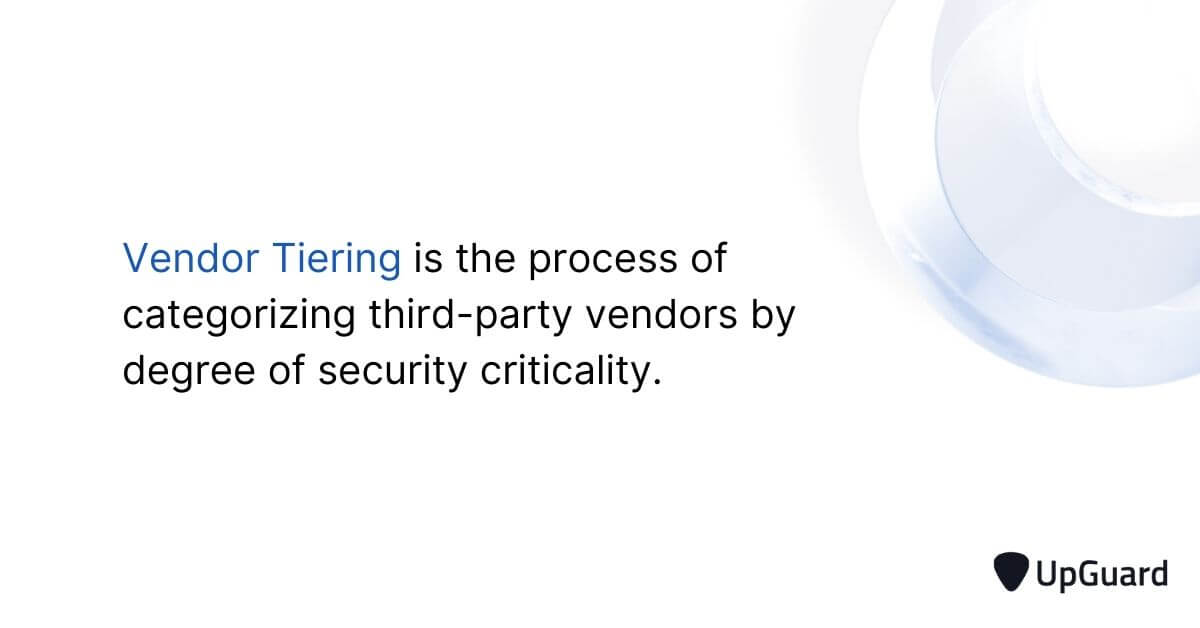 Vendor Tiering is the process of
categorizing third-party vendors by
degree of security criticality.
UpGuard